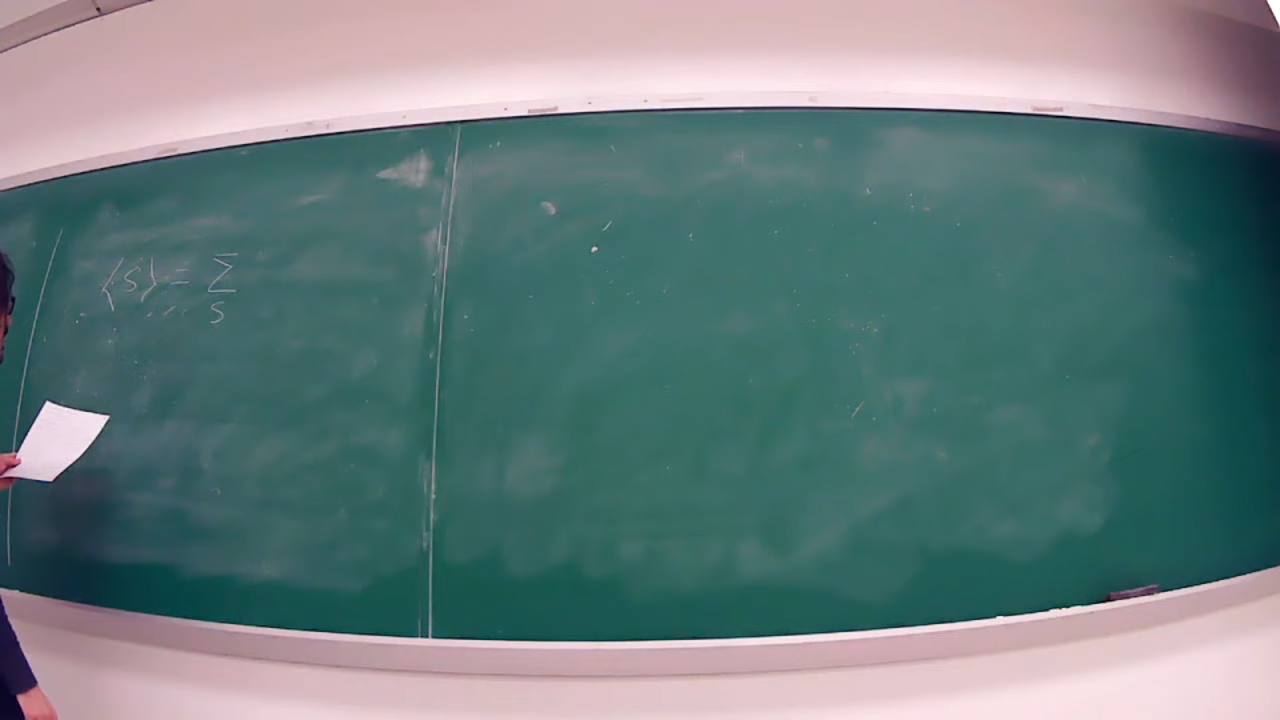 ⟨s⟩ = Σ
s